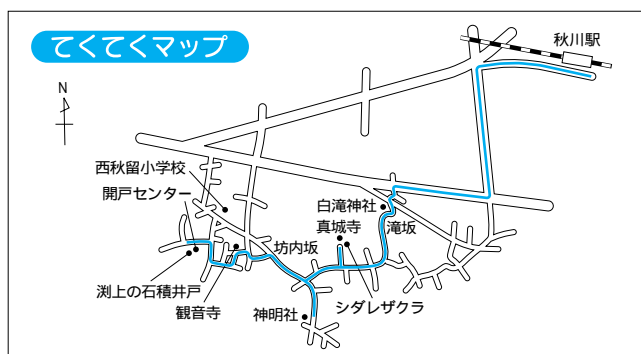 てくてくマップ
秋川駅
N
西秋留小学校
開戸センター
白滝神社
真城寺
滝坂
坊内坂
渕上の石積井戸
観音寺
シダレザクラ
神明社